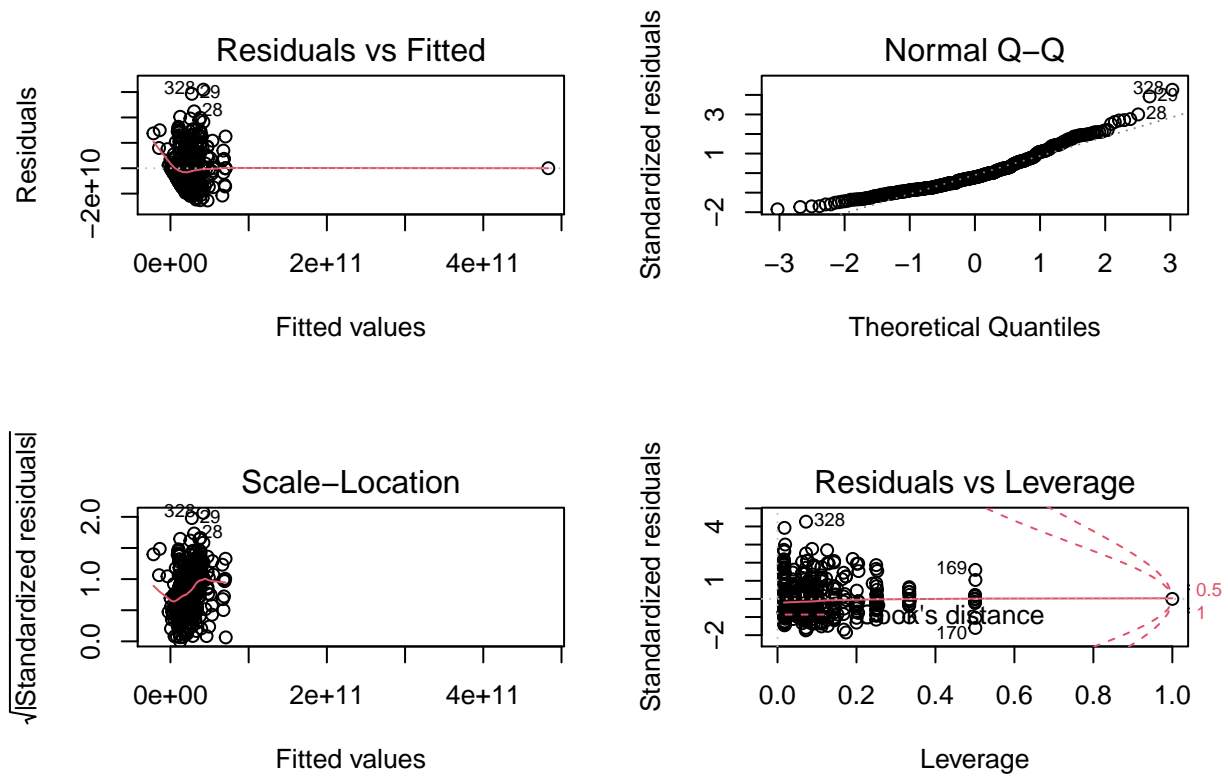 Residuals vs Fitted
Residuals
−2e+10
328
29
28
0e+00 2e+11 4e+11
Fitted values
Normal Q−Q
Standardized residuals
−2 1 3
328
29
28
−3 −2 −1 0 1 2 3
Theoretical Quantiles
Scale−Location
√|Standardized residuals|
0.0 1.0 2.0
328
29
28
0e+00 2e+11 4e+11
Fitted values
Residuals vs Leverage
Standardized residuals
−2 1 4
328
169
170
Cook's distance
0.5
1
0.0 0.2 0.4 0.6 0.8 1.0
Leverage